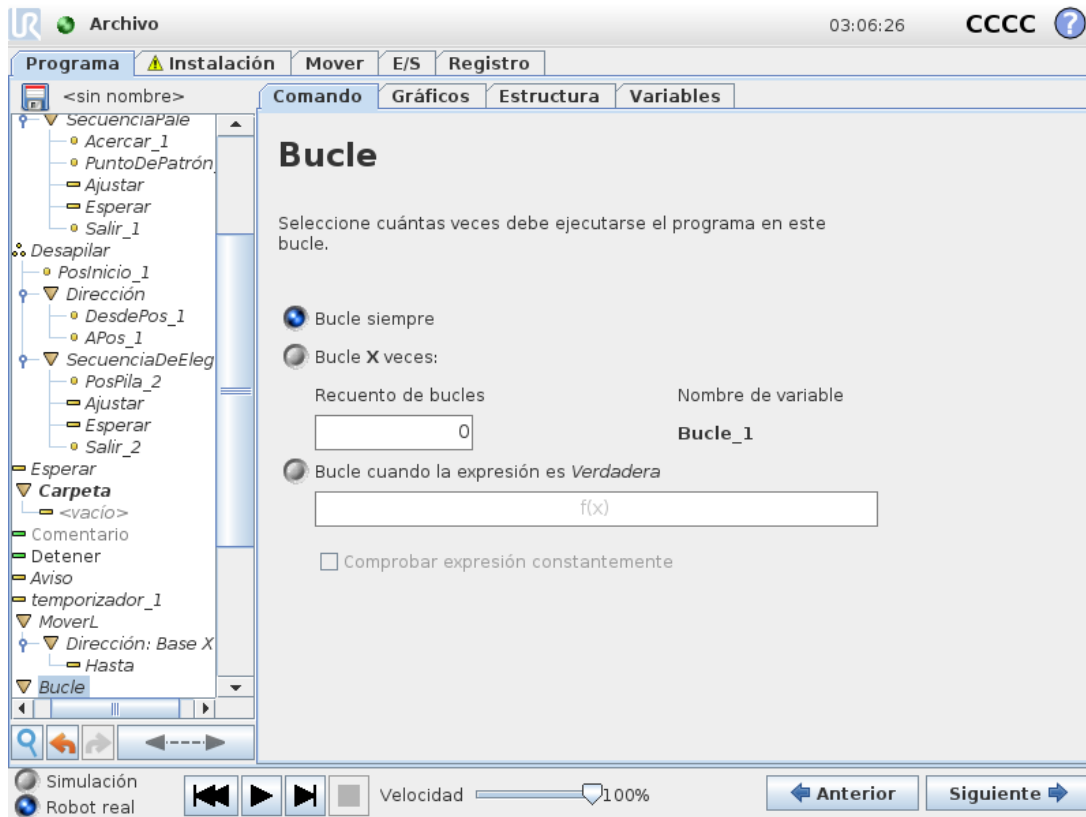 UR Archivo 03:06:26 CCCC ?
Programa Instalación Mover E/S Registro
<sin nombre>
Comando Gráficos Estructura Variables
SecuenciaPale
Acercar_1
PuntoDePatrón
Ajustar
Esperar
Salir_1
Desapilar
PosInicio_1
Dirección
DesdePos_1
APos_1
SecuenciaDeEleg
PosPila_2
Ajustar
Esperar
Salir_2
Esperar
Carpeta
<vacío>
Comentario
Detener
Aviso
temporizador_1
MoverL
Dirección: Base X
Hasta
Bucle
Bucle
Seleccione cuántas veces debe ejecutarse el programa en este
bucle.
Bucle siempre
Bucle X veces:
Recuento de bucles Nombre de variable
0 Bucle_1
Bucle cuando la expresión es Verdadera
f(x)
Comprobar expresión constantemente
Simulación
Robot real
Velocidad 100%
Anterior Siguiente